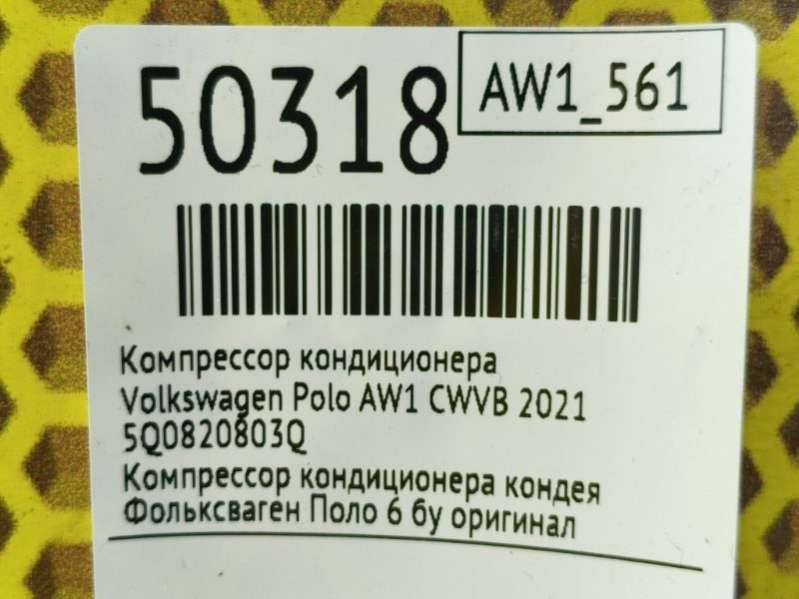 50318
AW1_561
Компрессор кондиционера
Volkswagen Polo AW1 CWVB 2021
5Q0820803Q
Компрессор кондиционера кондея
Фольксваген Поло 6 бу оригинал